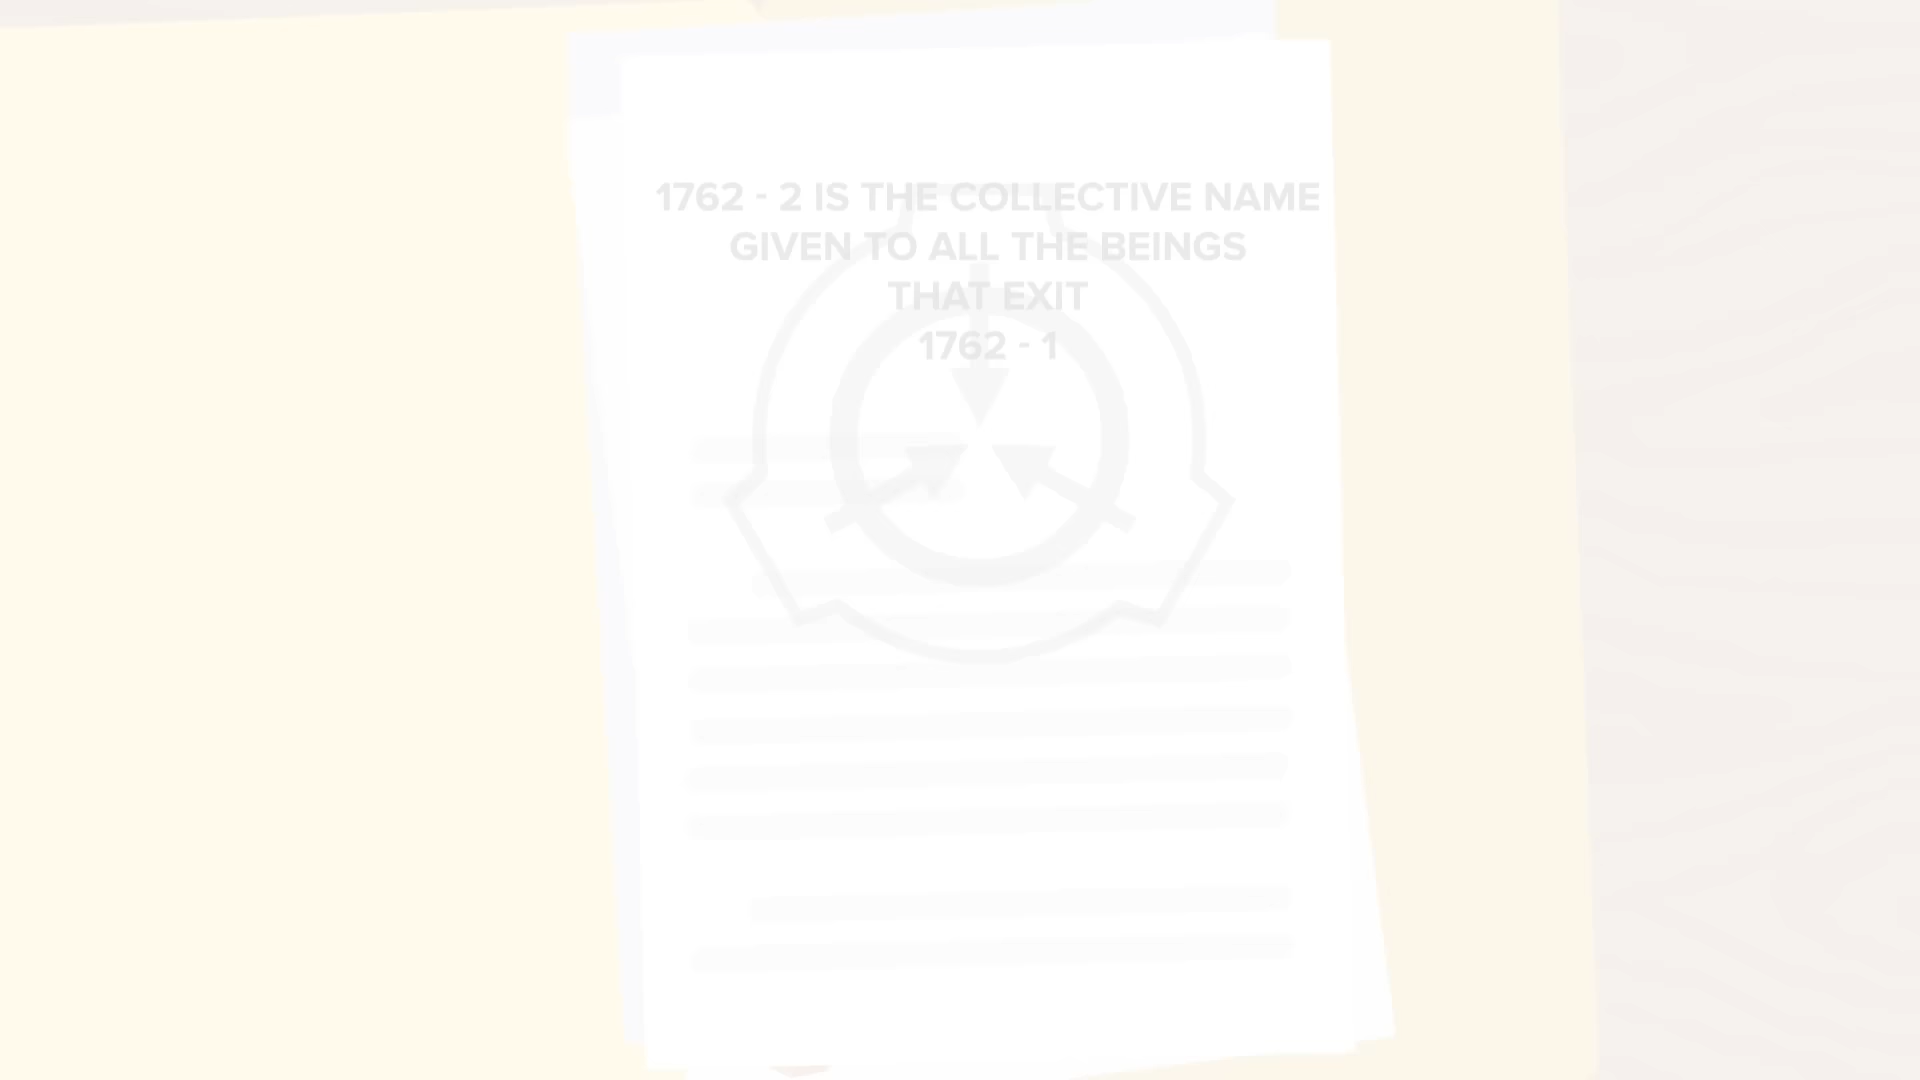 1762 - 2 IS THE COLLECTIVE NAME
GIVEN TO ALL THE BEINGS
THAT EXIT
1762 - 1